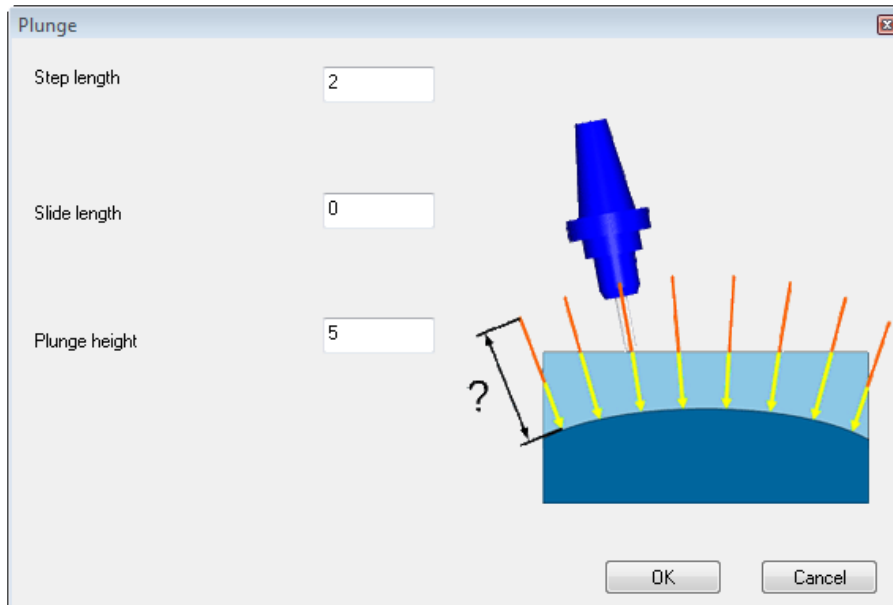 Plunge
Step length
2
Slide length
0
Plunge height
5
?
OK
Cancel